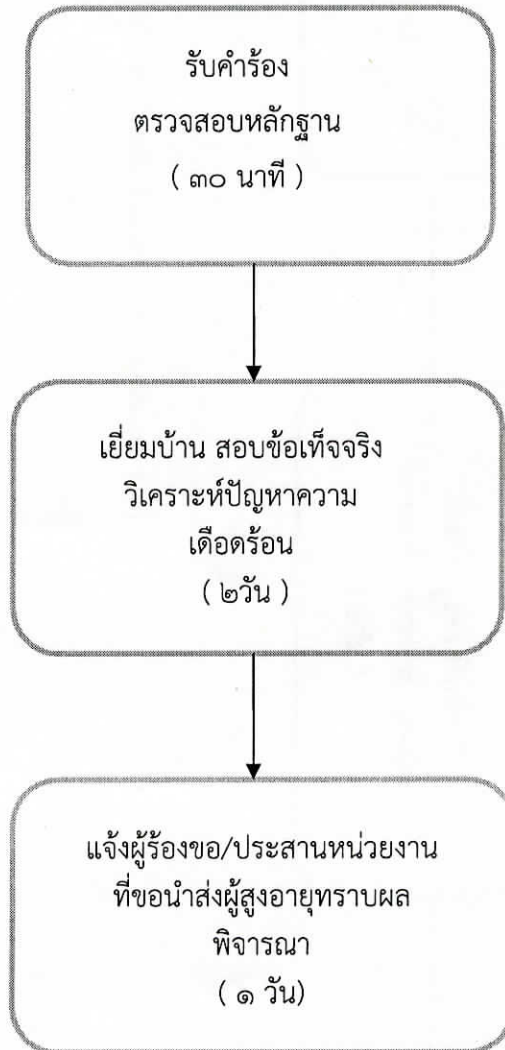 รับคำร้อง
ตรวจสอบหลักฐาน
( ๓๐ นาที )
เยี่ยมบ้าน สอบข้อเท็จจริง
วิเคราะห์ปัญหาความ
เดือดร้อน
( ๒วัน )
แจ้งผู้ร้องขอ/ประสานหน่วยงาน
ที่ขอนำส่งผู้สูงอายุทราบผล
พิจารณา
( ๑ วัน)